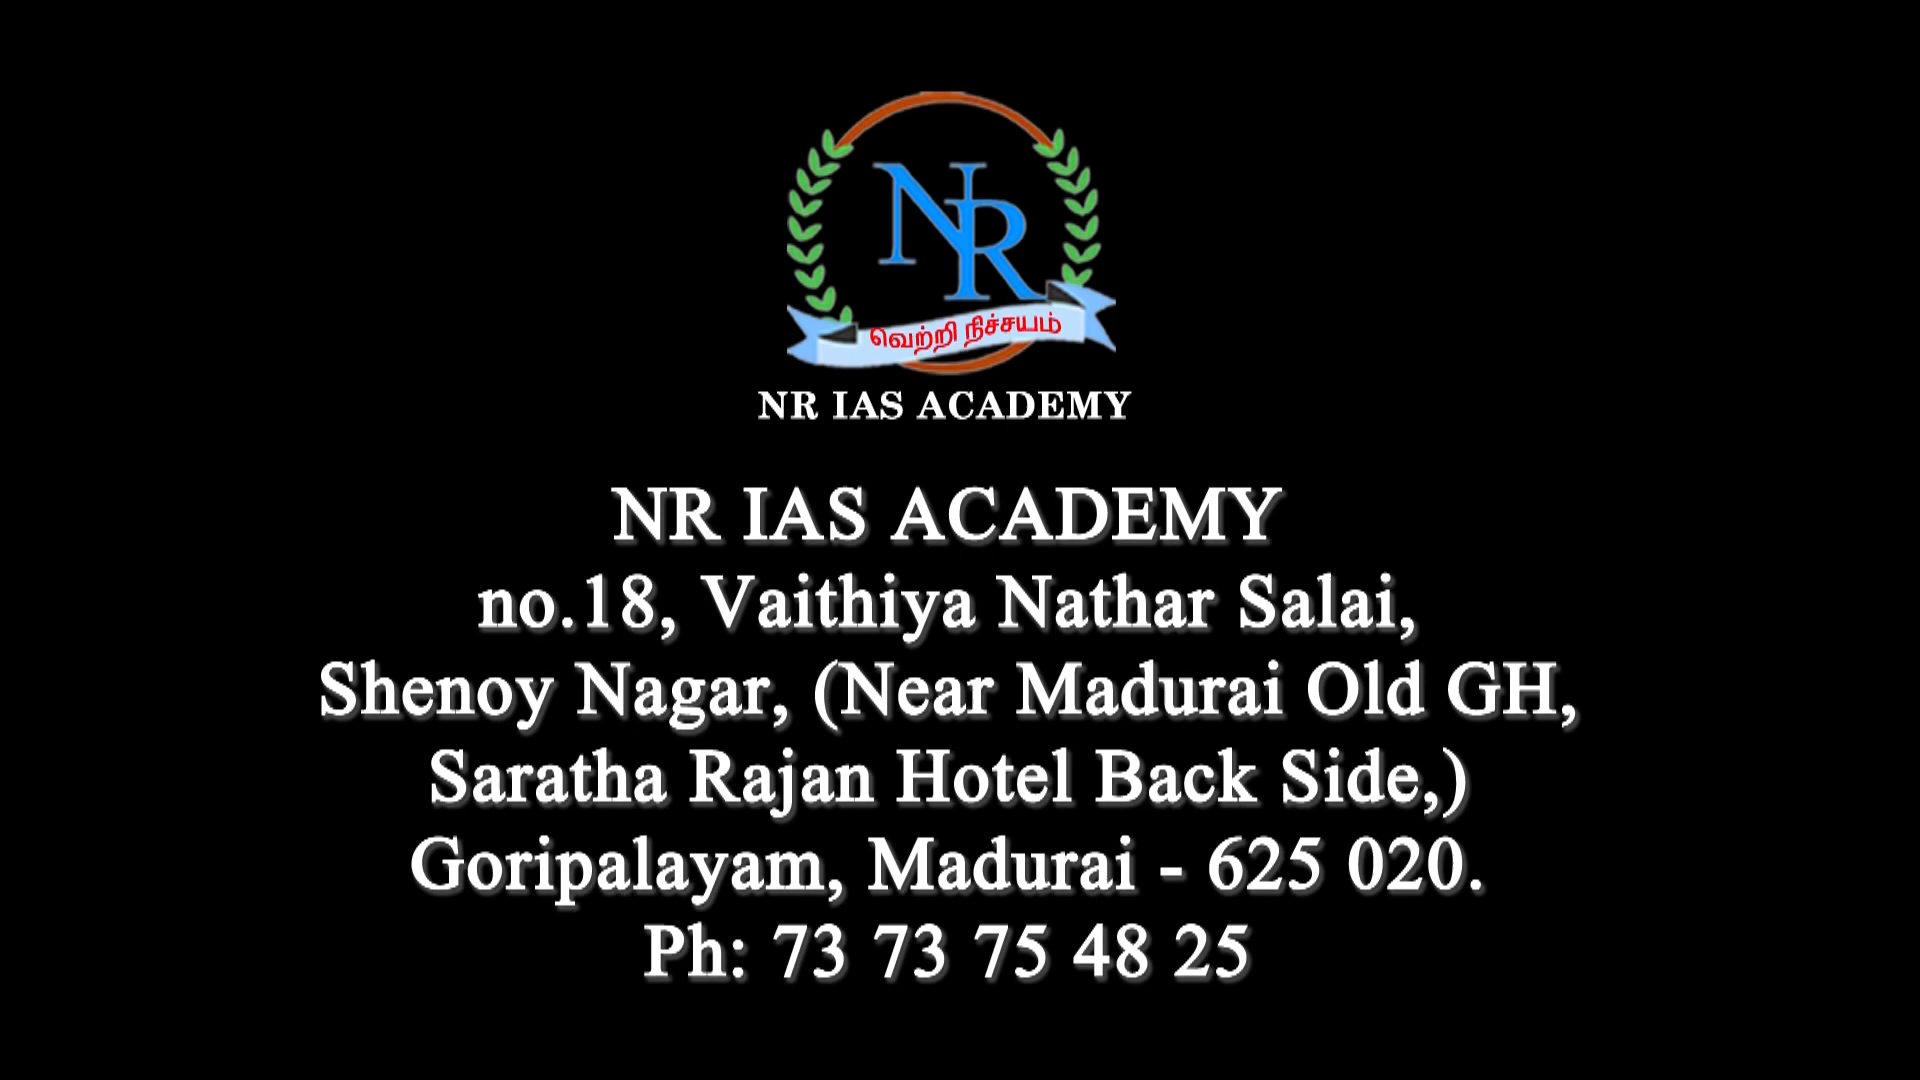 NR
வெற்றி நிச்சயம்
NR IAS ACADEMY
NR IAS ACADEMY
no.18, Vaithiya Nathar Salai,
Shenoy Nagar, (Near Madurai Old GH,
Saratha Rajan Hotel Back Side,)
Goripalayam, Madurai - 625 020.
Ph: 73 73 75 48 25